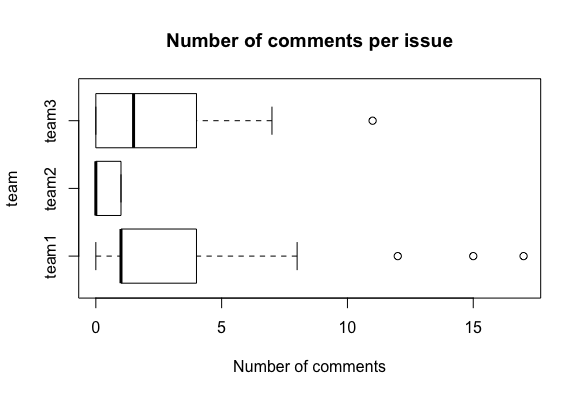 Number of comments per issue
team
team3
team2
team1
0 5 10 15
Number of comments